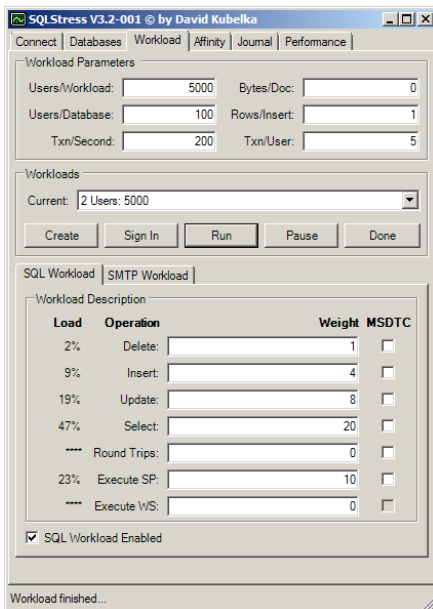 SQLStress V3.2-001 © by David Kubelka
Connect Databases Workload Affinity Journal Performance
Workload Parameters
Users/Workload: 5000 Bytes/Doc: 0
Users/Database: 100 Rows/Insert: 1
Txn/Second: 200 Txn/User: 5
Workloads
Current: 2 Users: 5000
Create Sign In Run Pause Done
SQL Workload SMTP Workload
Workload Description
Load Operation Weight MSDTC
2% Delete: 1
9% Insert: 4
19% Update: 8
47% Select: 20
---- Round Trips: 0
23% Execute SP: 10
---- Execute WS: 0
SQL Workload Enabled
Workload finished...